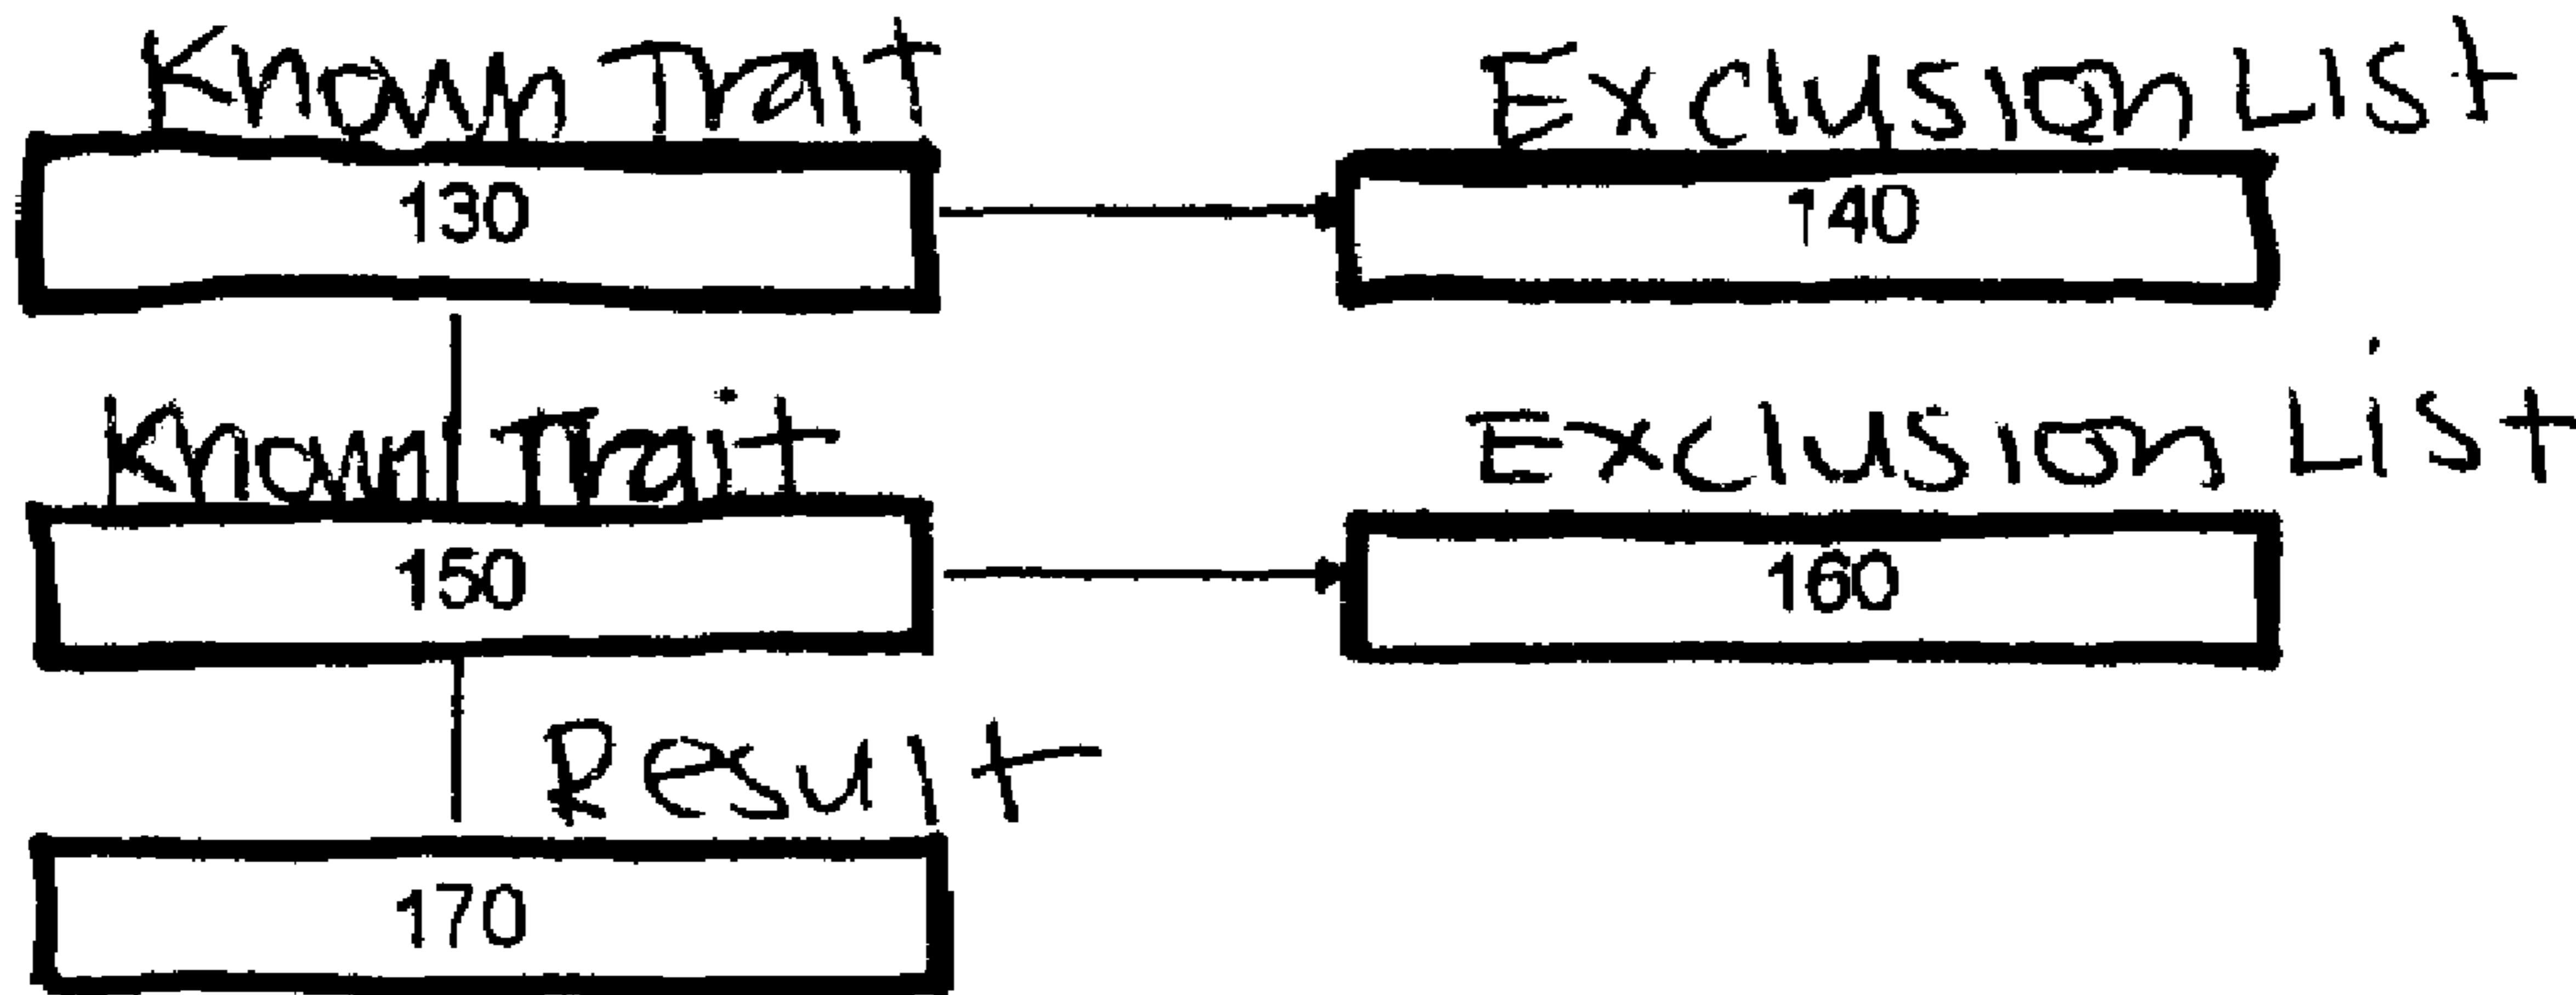 Known Trait Exclusion List
130 140
Known Trait Exclusion List
150 160
Result
170